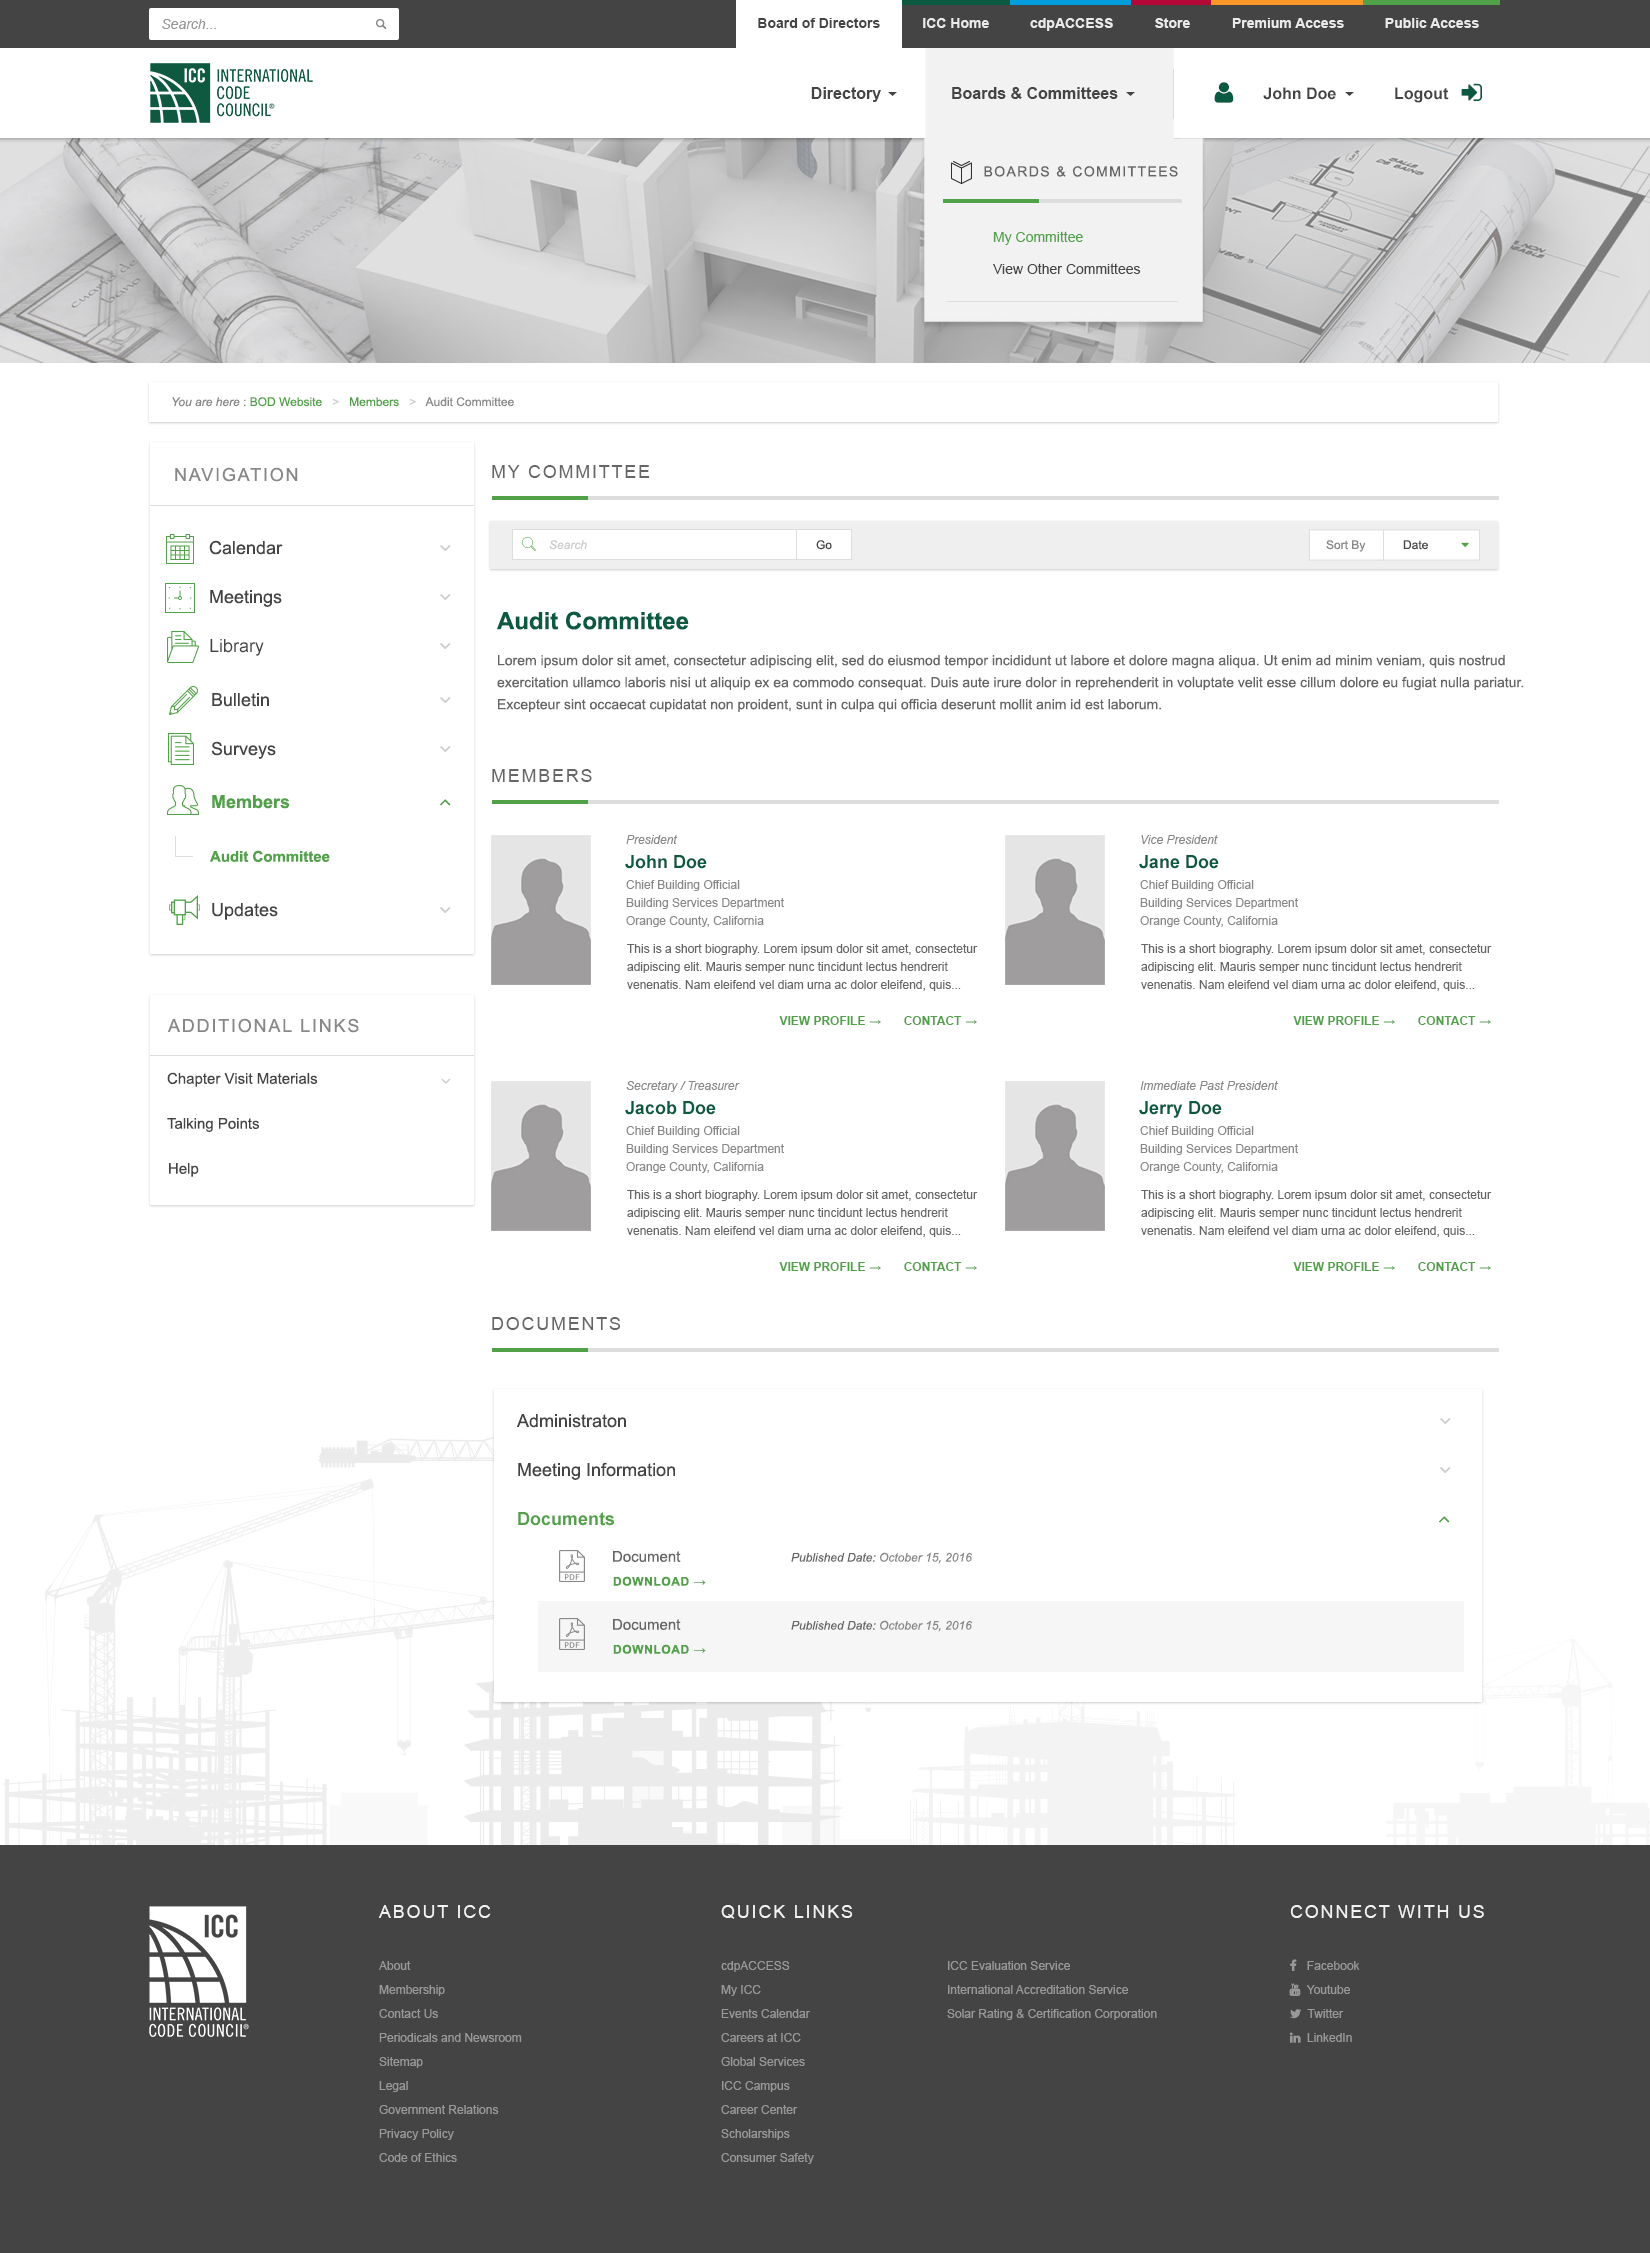 Search...
Board of Directors
ICC Home
cdpACCESS
Store
Premium Access
Public Access
ICC INTERNATIONAL
CODE
COUNCIL®
Directory
Boards & Committees
John Doe
Logout
BOARDS & COMMITTEES
My Committee
View Other Committees
You are here : BOD Website > Members > Audit Committee
NAVIGATION
Calendar
Meetings
Library
Bulletin
Surveys
Members
Audit Committee
Updates
ADDITIONAL LINKS
Chapter Visit Materials
Talking Points
Help
MY COMMITTEE
Search
Go
Sort By
Date
Audit Committee
Lorem ipsum dolor sit amet, consectetur adipiscing elit, sed do eiusmod tempor incididunt ut labore et dolore magna aliqua. Ut enim ad minim veniam, quis nostrud
exercitation ullamco laboris nisi ut aliquip ex ea commodo consequat. Duis aute irure dolor in reprehenderit in voluptate velit esse cillum dolore eu fugiat nulla pariatur.
Excepteur sint occaecat cupidatat non proident, sunt in culpa qui officia deserunt mollit anim id est laborum.
MEMBERS
President
John Doe
Chief Building Official
Building Services Department
Orange County, California
This is a short biography. Lorem ipsum dolor sit amet, consectetur
adipiscing elit. Mauris semper nunc tincidunt lectus hendrerit
venenatis. Nam eleifend vel diam urna ac dolor eleifend, quis...
VIEW PROFILE →
CONTACT →
Vice President
Jane Doe
Chief Building Official
Building Services Department
Orange County, California
This is a short biography. Lorem ipsum dolor sit amet, consectetur
adipiscing elit. Mauris semper nunc tincidunt lectus hendrerit
venenatis. Nam eleifend vel diam urna ac dolor eleifend, quis...
VIEW PROFILE →
CONTACT →
Secretary / Treasurer
Jacob Doe
Chief Building Official
Building Services Department
Orange County, California
This is a short biography. Lorem ipsum dolor sit amet, consectetur
adipiscing elit. Mauris semper nunc tincidunt lectus hendrerit
venenatis. Nam eleifend vel diam urna ac dolor eleifend, quis...
VIEW PROFILE →
CONTACT →
Immediate Past President
Jerry Doe
Chief Building Official
Building Services Department
Orange County, California
This is a short biography. Lorem ipsum dolor sit amet, consectetur
adipiscing elit. Mauris semper nunc tincidunt lectus hendrerit
venenatis. Nam eleifend vel diam urna ac dolor eleifend, quis...
VIEW PROFILE →
CONTACT →
DOCUMENTS
Administraton
Meeting Information
Documents
PDF
Document
Published Date: October 15, 2016
DOWNLOAD →
PDF
Document
Published Date: October 15, 2016
DOWNLOAD →
ICC
INTERNATIONAL
CODE COUNCIL®
ABOUT ICC
About
Membership
Contact Us
Periodicals and Newsroom
Sitemap
Legal
Government Relations
Privacy Policy
Code of Ethics
QUICK LINKS
cdpACCESS
My ICC
Events Calendar
Careers at ICC
Global Services
ICC Campus
Career Center
Scholarships
Consumer Safety
ICC Evaluation Service
International Accreditation Service
Solar Rating & Certification Corporation
CONNECT WITH US
Facebook
Youtube
Twitter
LinkedIn